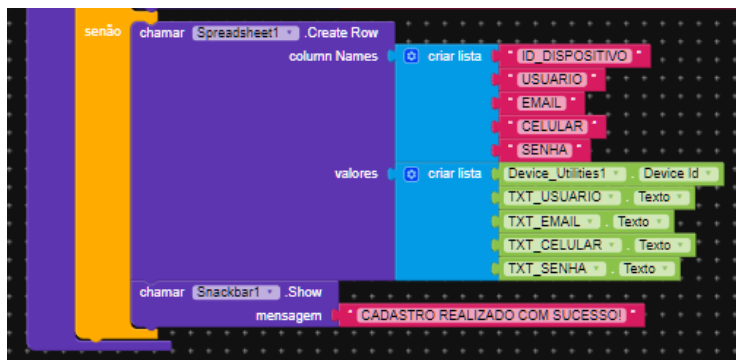 senão chamar Spreadsheet1 .Create Row
column Names criar lista " ID_DISPOSITIVO "
" USUARIO "
" EMAIL "
" CELULAR "
" SENHA "
valores criar lista Device_Utilities1 . Device Id
TXT_USUARIO . Texto
TXT_EMAIL . Texto
TXT_CELULAR . Texto
TXT_SENHA . Texto
chamar Snackbar1 .Show
mensagem " CADASTRO REALIZADO COM SUCESSO! "